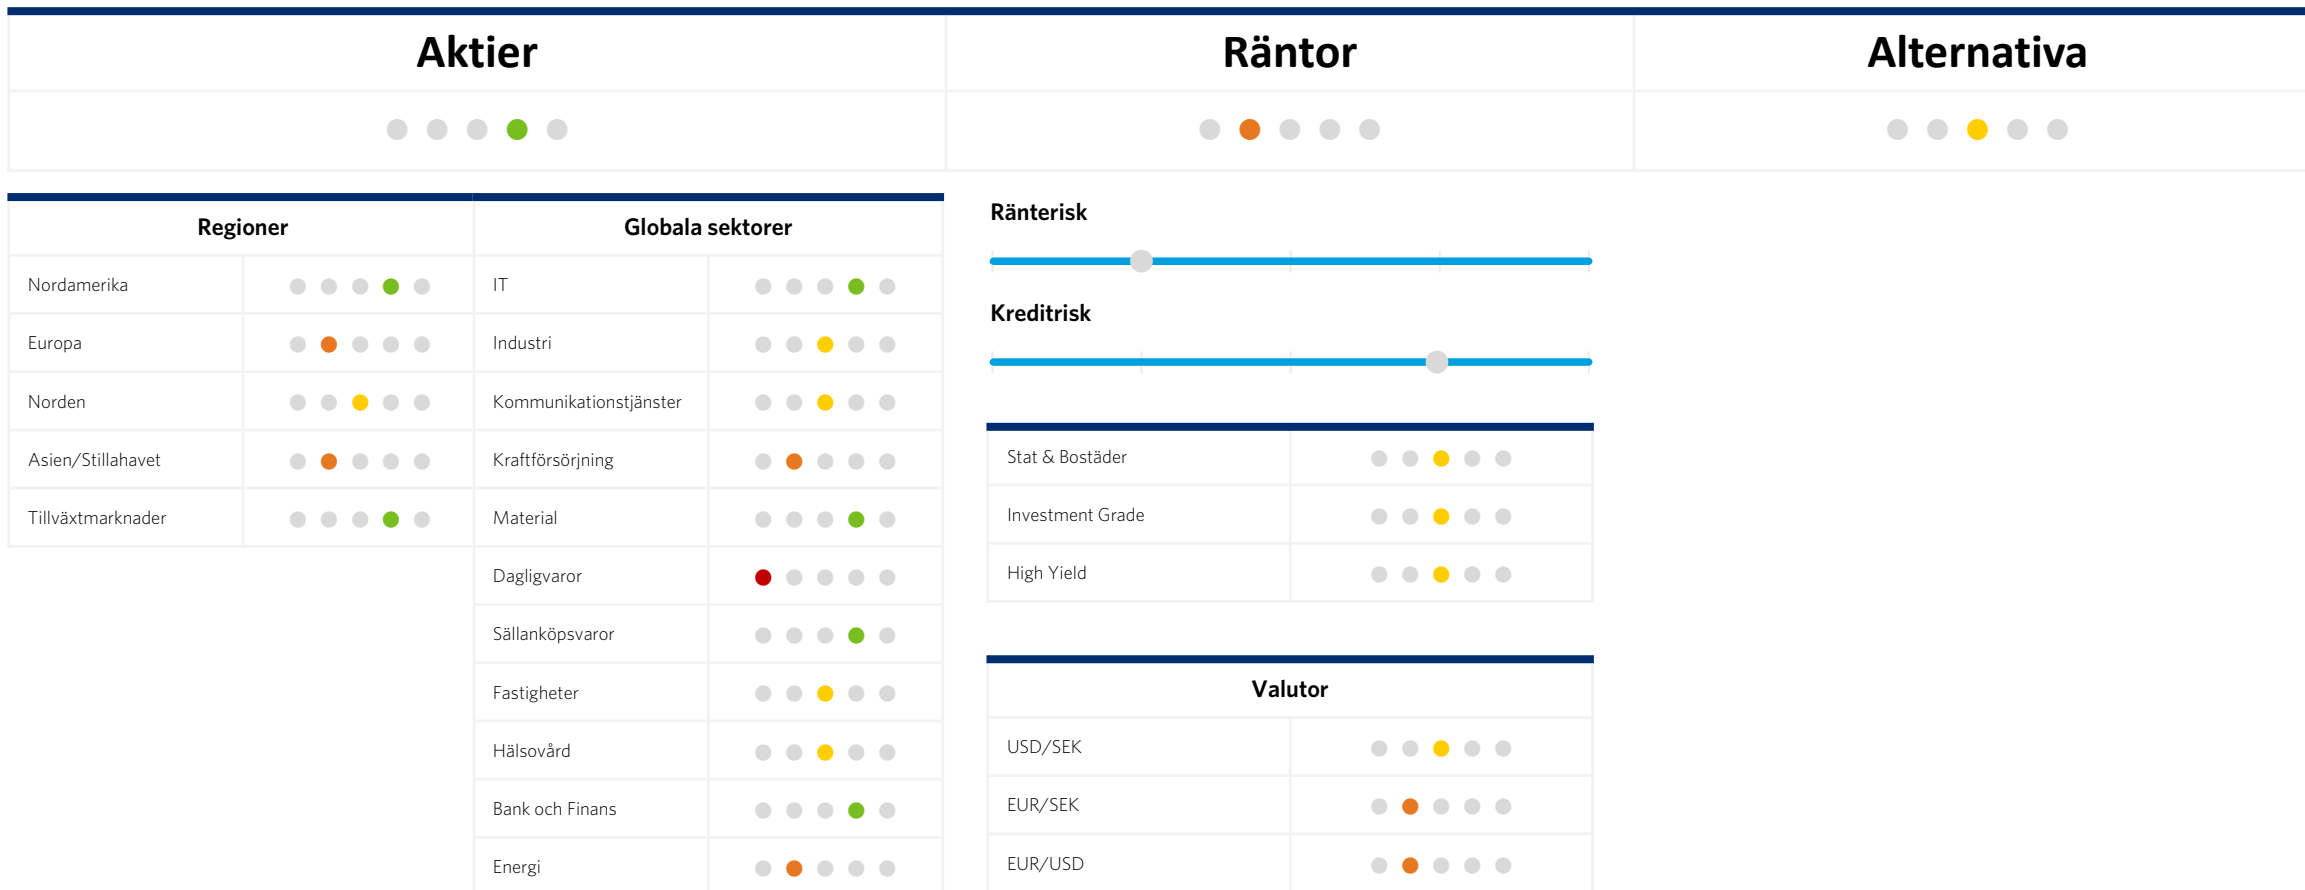 Aktier
Räntor
Alternativa
Regioner
Globala sektorer
Nordamerika
Europa
Norden
Asien/Stillahavet
Tillväxtmarknader
IT
Industri
Kommunikationstjänster
Kraftförsörjning
Material
Dagligvaror
Sällanköpsvaror
Fastigheter
Hälsovård
Bank och Finans
Energi
Ränterisk
Kreditrisk
Stat & Bostäder
Investment Grade
High Yield
Valutor
USD/SEK
EUR/SEK
EUR/USD